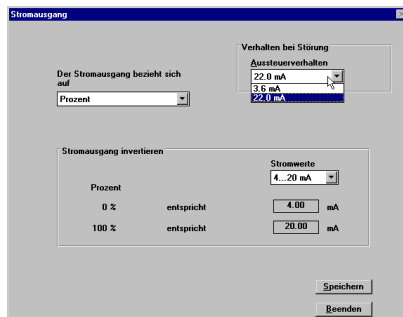 Stromausgang
Verhalten bei Störung
Aussteuerverhalten
22.0 mA
3.6 mA
22.0 mA
Der Stromausgang bezieht sich
auf
Prozent
Stromausgang invertieren
Stromwerte
4...20 mA
Prozent
0 % entspricht 4.00 mA
100 % entspricht 20.00 mA
Speichern
Beenden